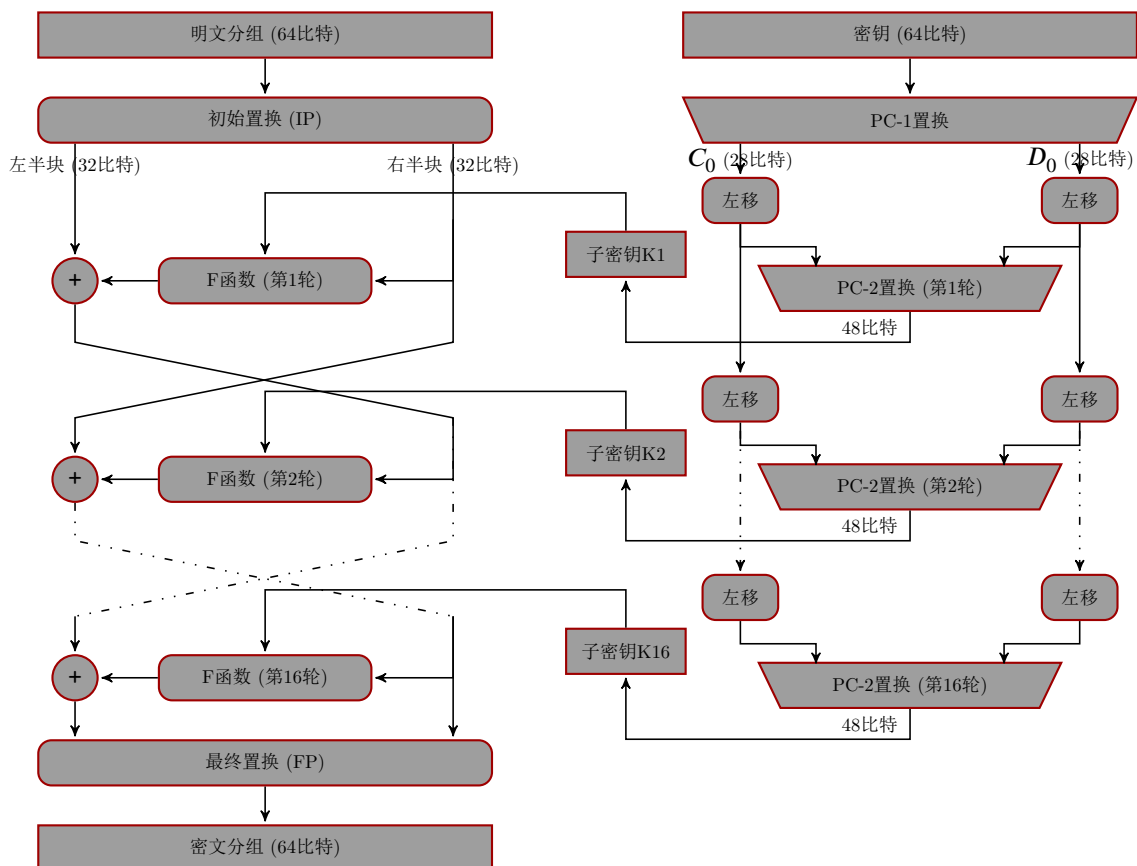 明文分组 (64比特)
密钥 (64比特)
初始置换 (IP)
PC-1置换
左半块 (32比特)
右半块 (32比特)
C₀ (28比特)
D₀ (28比特)
左移
左移
子密钥K1
+
F函数 (第1轮)
PC-2置换 (第1轮)
48比特
左移
左移
子密钥K2
+
F函数 (第2轮)
PC-2置换 (第2轮)
48比特
左移
左移
子密钥K16
+
F函数 (第16轮)
PC-2置换 (第16轮)
48比特
最终置换 (FP)
密文分组 (64比特)